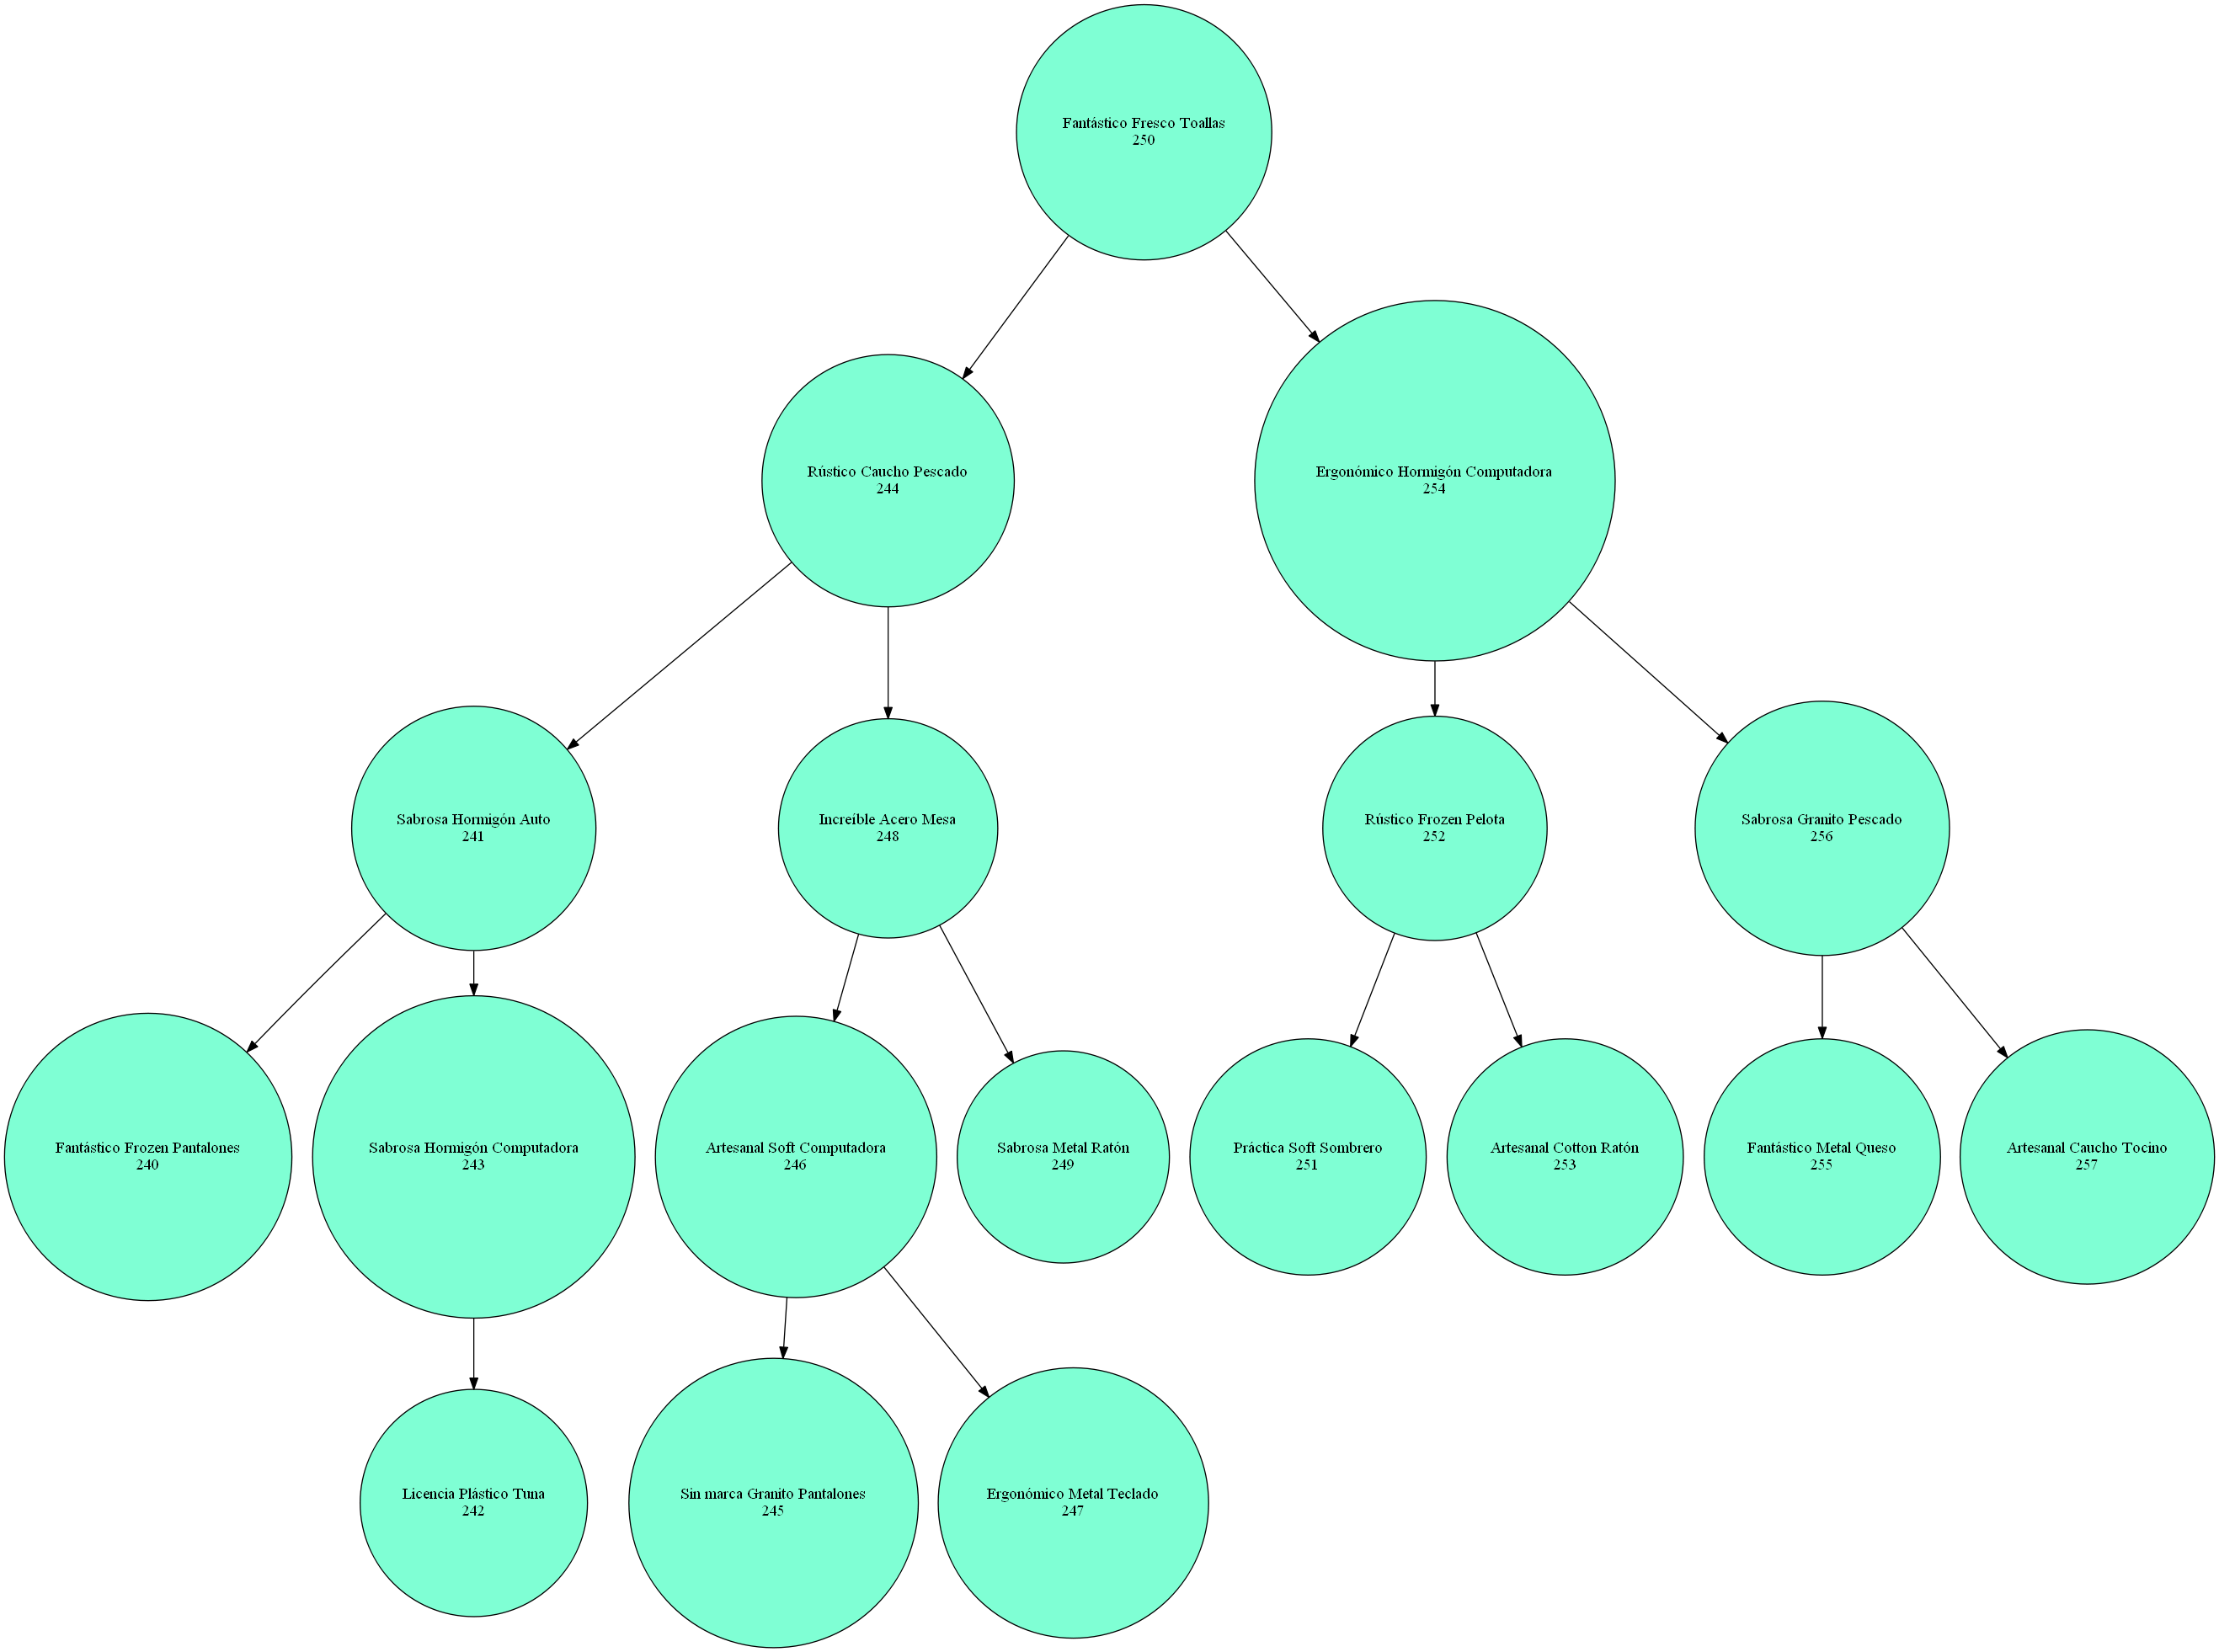 Fantástico Fresco Toallas
250
Rústico Caucho Pescado
244
Ergonómico Hormigón Computadora
254
Sabrosa Hormigón Auto
241
Increíble Acero Mesa
248
Rústico Frozen Pelota
252
Sabrosa Granito Pescado
256
Fantástico Frozen Pantalones
240
Sabrosa Hormigón Computadora
243
Artesanal Soft Computadora
246
Sabrosa Metal Ratón
249
Práctica Soft Sombrero
251
Artesanal Cotton Ratón
253
Fantástico Metal Queso
255
Artesanal Caucho Tocino
257
Licencia Plástico Tuna
242
Sin marca Granito Pantalones
245
Ergonómico Metal Teclado
247